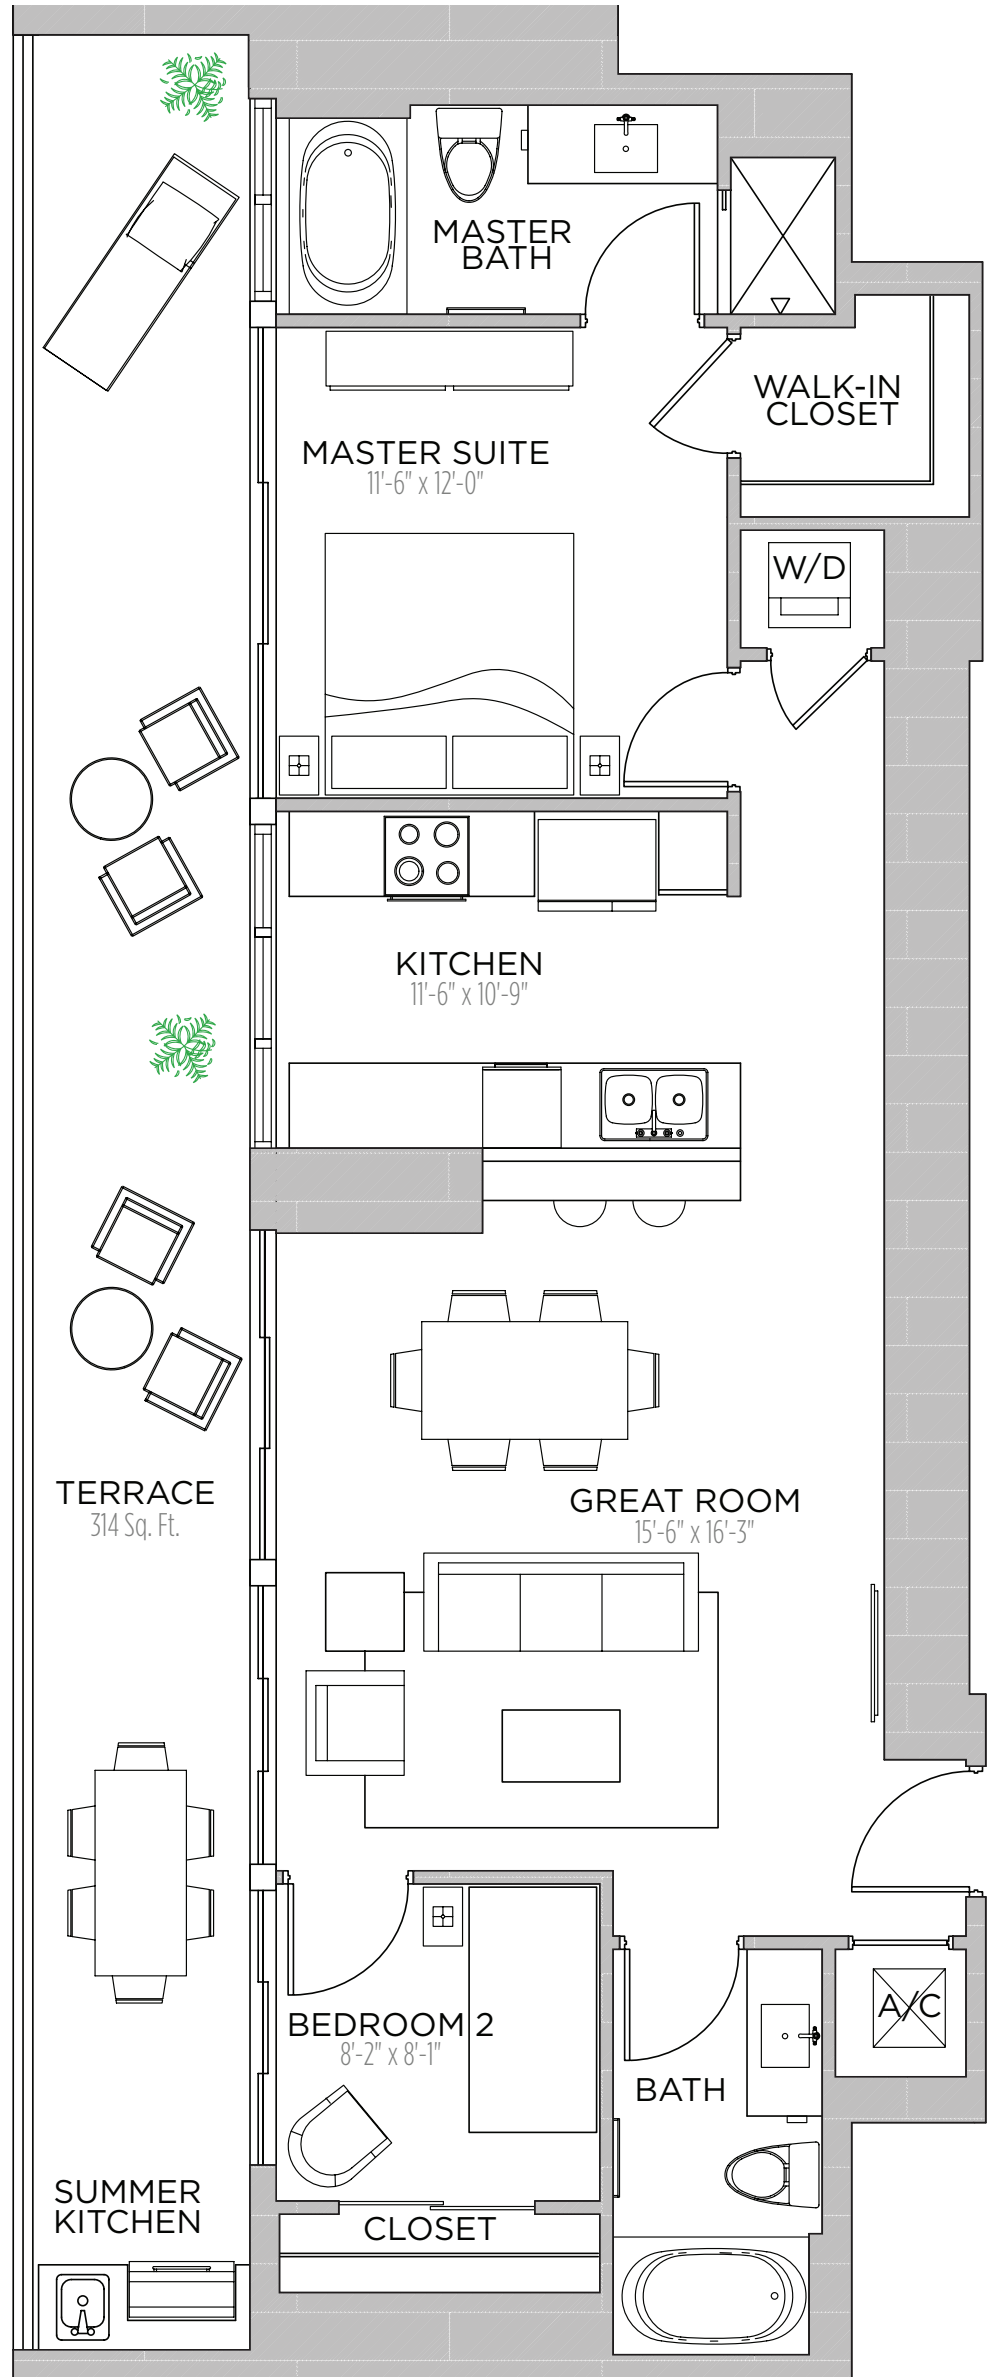 MASTER
BATH
WALK-IN
CLOSET
MASTER SUITE
11'-6" x 12'-0"
W/D
KITCHEN
11'-6" x 10'-9"
TERRACE
314 Sq. Ft.
GREAT ROOM
15'-6" x 16'-3"
A/C
BEDROOM 2
8'-2" x 8'-1"
BATH
SUMMER
KITCHEN
CLOSET